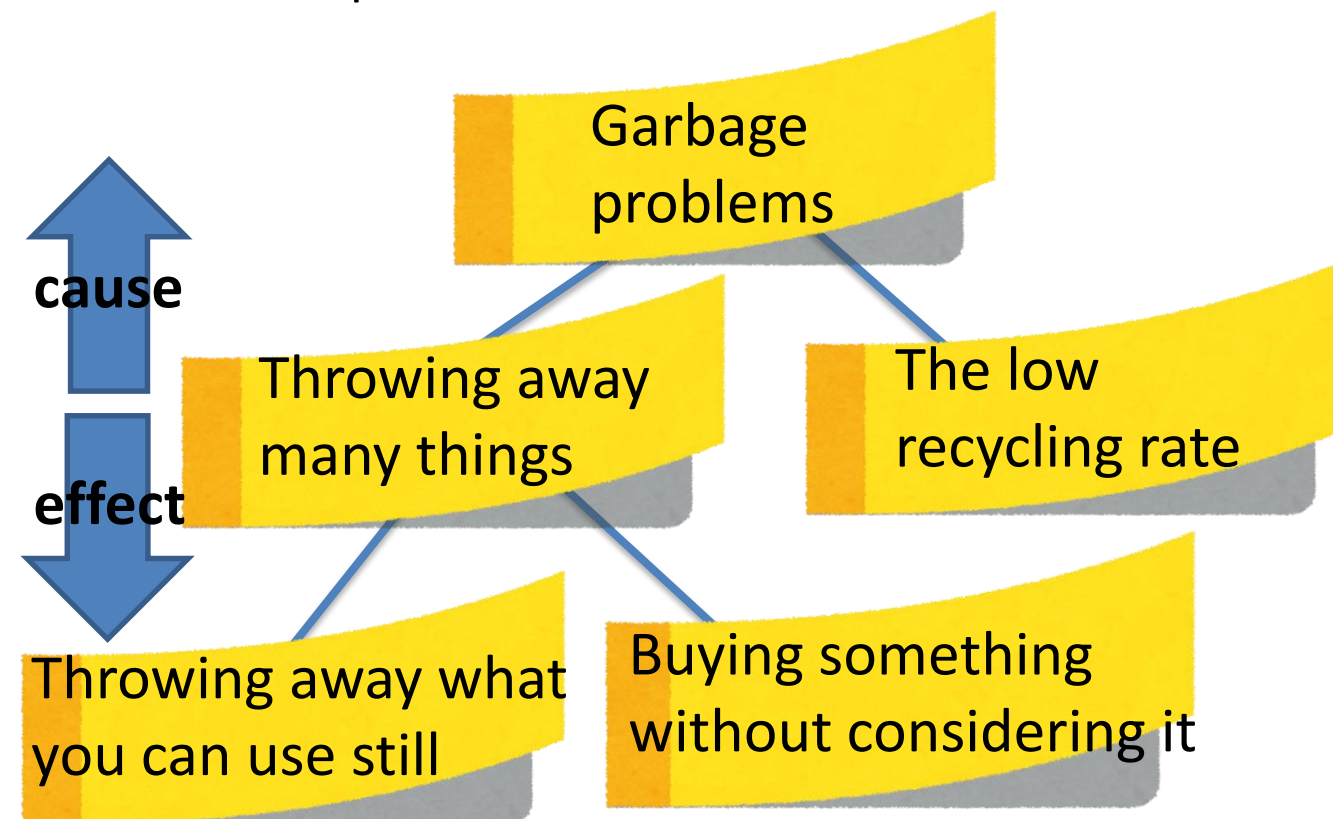 Garbage
problems
cause
Throwing away
many things
The low
recycling rate
effect
Throwing away what
you can use still
Buying something
without considering it